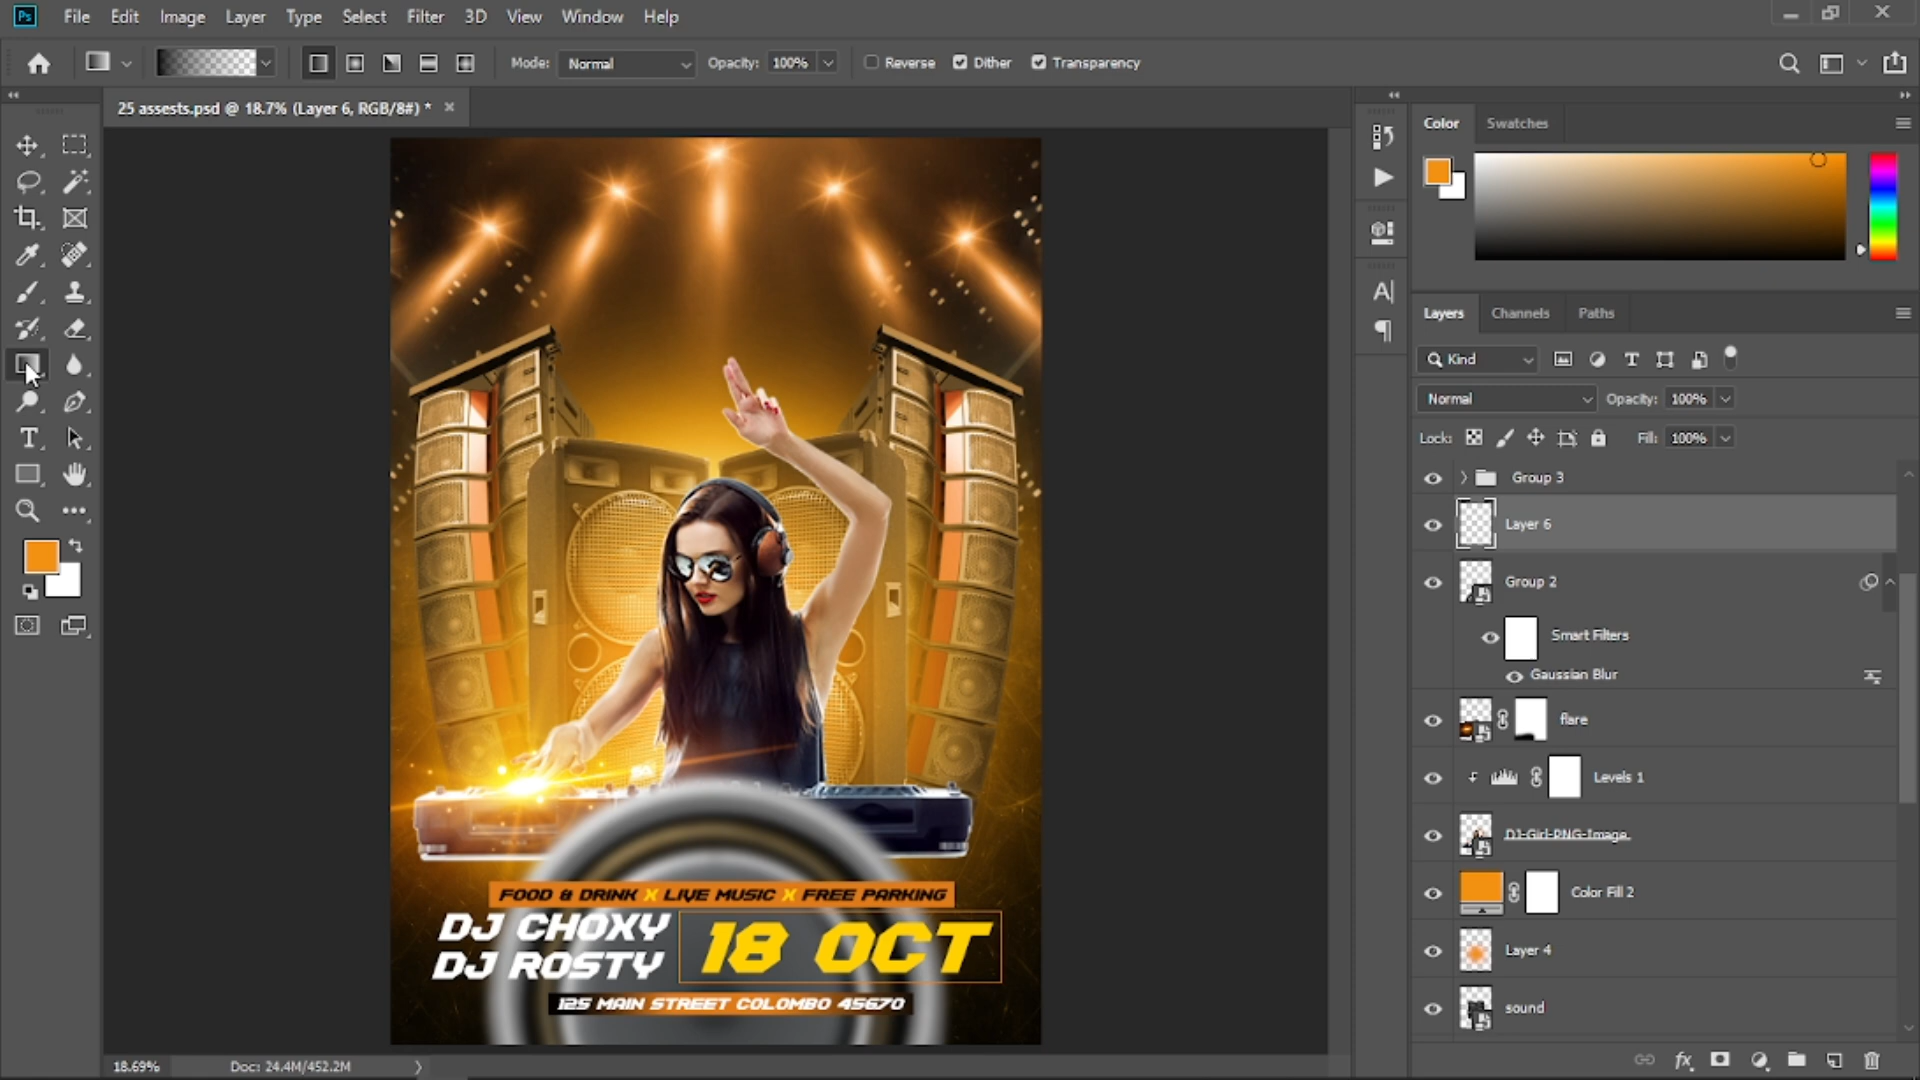 Ps File Edit Image Layer Type Select Filter 3D View Window Help
Mode: Normal Opacity: 100% Reverse Dither Transparency
25 assests.psd @ 18.7% (Layer 6, RGB/8#) *
Color Swatches
Layers Channels Paths
Kind
Normal Opacity: 100%
Lock: Fill: 100%
Group 3
Layer 6
Group 2
Smart Filters
Gaussian Blur
flare
Levels 1
DJ-Girl-PNG-Image.
Color Fill 2
Layer 4
sound
FOOD & DRINK X LIVE MUSIC X FREE PARKING
DJ CHOXY
DJ ROSTY
18 OCT
125 MAIN STREET COLOMBO 45670
18.69% Doc: 24.4M/452.2M